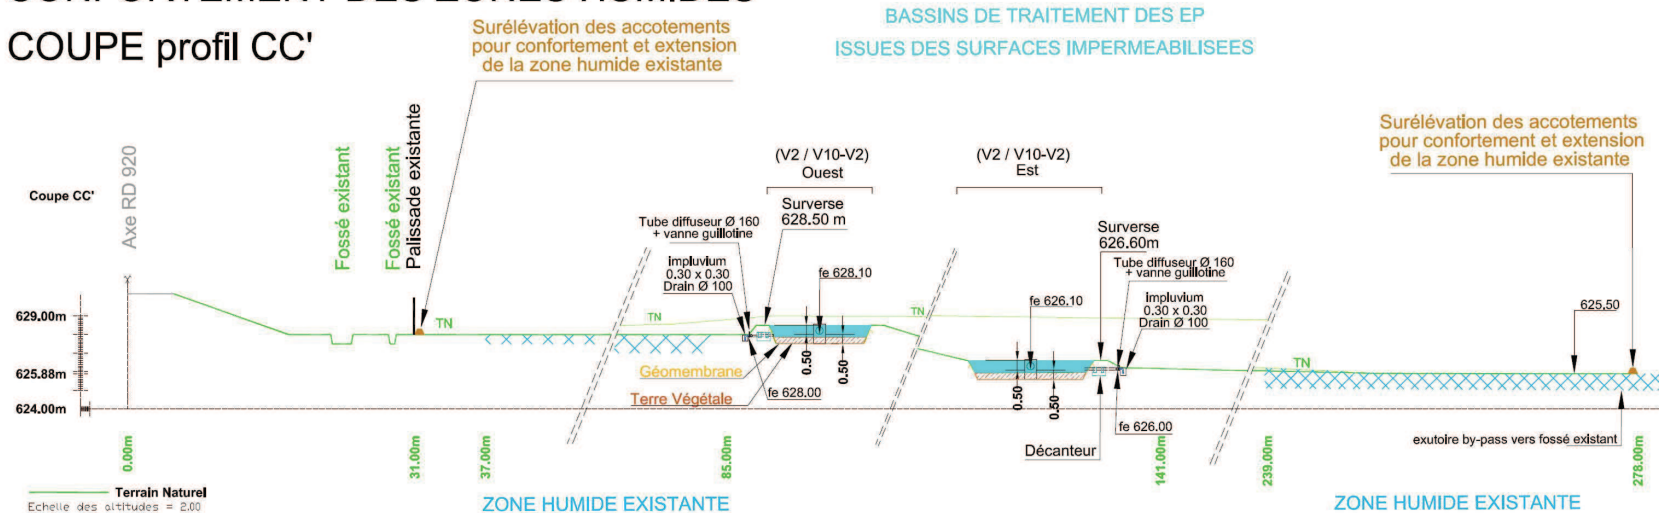 CONFORTEMENT DES ZONES HUMIDES
COUPE profil CC'
BASSINS DE TRAITEMENT DES EP
ISSUES DES SURFACES IMPERMEABILISEES
Surélévation des accotements
pour confortement et extension
de la zone humide existante
Surélévation des accotements
pour confortement et extension
de la zone humide existante
Coupe CC'
Axe RD 920
Fossé existant
Fossé existant
Palissade existante
(V2 / V10-V2)
Ouest
(V2 / V10-V2)
Est
Surverse
628.50 m
Tube diffuseur Ø 160
+ vanne guillotine
impluvium
0.30 x 0.30
Drain Ø 100
fe 628.10
Surverse
626.60m
Tube diffuseur Ø 160
+ vanne guillotine
impluvium
0.30 x 0.30
Drain Ø 100
fe 626.10
625,50
629.00m
625.88m
624.00m
TN
TN
TN
TN
Géomembrane
Terre Végétale
fe 628.00
0.50
0.50
0.50
0.50
fe 626.00
Décanteur
exutoire by-pass vers fossé existant
0.00m
31.00m
37.00m
85.00m
141.00m
239.00m
278.00m
Terrain Naturel
Echelle des altitudes = 2.00
ZONE HUMIDE EXISTANTE
ZONE HUMIDE EXISTANTE